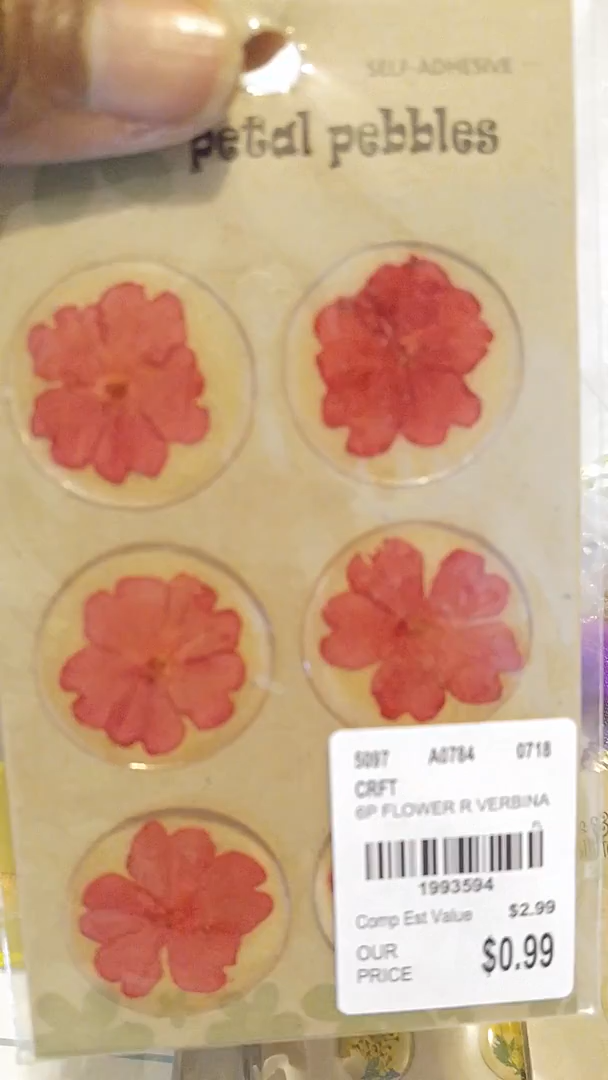 SELF-ADHESIVE
petal pebbles
5097 A0784 0718
CRFT
6P FLOWER R VERBINA
1993594
Comp Est Value $2.99
OUR PRICE $0.99